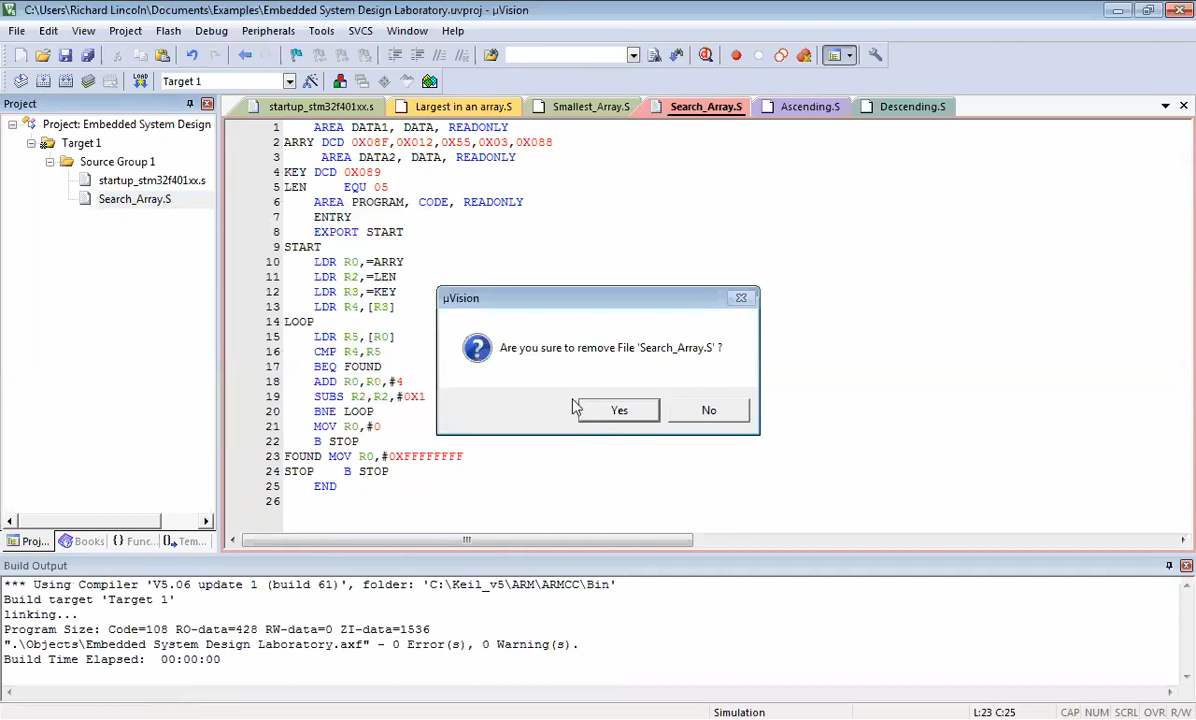 C:\Users\Richard Lincoln\Documents\Examples\Embedded System Design Laboratory.uvproj - µVision
File Edit View Project Flash Debug Peripherals Tools SVCS Window Help
LOAD Target 1
Project
startup_stm32f401xx.s Largest in an array.S Smallest_Array.S Search_Array.S Ascending.S Descending.S
Project: Embedded System Design
Target 1
Source Group 1
startup_stm32f401xx.s
Search_Array.S
1 AREA DATA1, DATA, READONLY
2 ARRY DCD 0X08F,0X012,0X55,0X03,0X088
3 AREA DATA2, DATA, READONLY
4 KEY DCD 0X089
5 LEN EQU 05
6 AREA PROGRAM, CODE, READONLY
7 ENTRY
8 EXPORT START
9 START
10 LDR R0,=ARRY
11 LDR R2,=LEN
12 LDR R3,=KEY
13 LDR R4,[R3]
14 LOOP
15 LDR R5,[R0]
16 CMP R4,R5
17 BEQ FOUND
18 ADD R0,R0,#4
19 SUBS R2,R2,#0X1
20 BNE LOOP
21 MOV R0,#0
22 B STOP
23 FOUND MOV R0,#0XFFFFFFFF
24 STOP B STOP
25 END
26
µVision
Are you sure to remove File 'Search_Array.S' ?
Yes No
Proj... Books {} Func... Tem...
Build Output
*** Using Compiler 'V5.06 update 1 (build 61)', folder: 'C:\Keil_v5\ARM\ARMCC\Bin'
Build target 'Target 1'
linking...
Program Size: Code=108 RO-data=428 RW-data=0 ZI-data=1536
".\Objects\Embedded System Design Laboratory.axf" - 0 Error(s), 0 Warning(s).
Build Time Elapsed: 00:00:00
Simulation L:23 C:25 CAP NUM SCRL OVR R/W